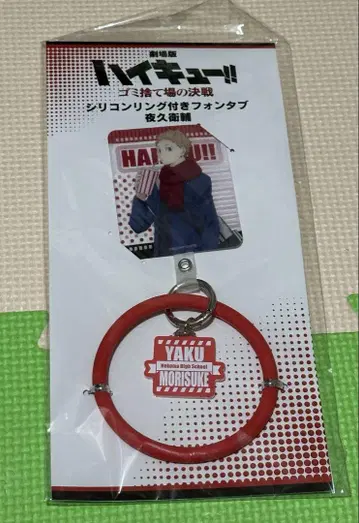 劇場版
ハイキュー!!
ゴミ捨て場の決戦
シリコンリング付きフォンタブ
夜久衛輔
YAKU
Nekoma High School
MORISUKE